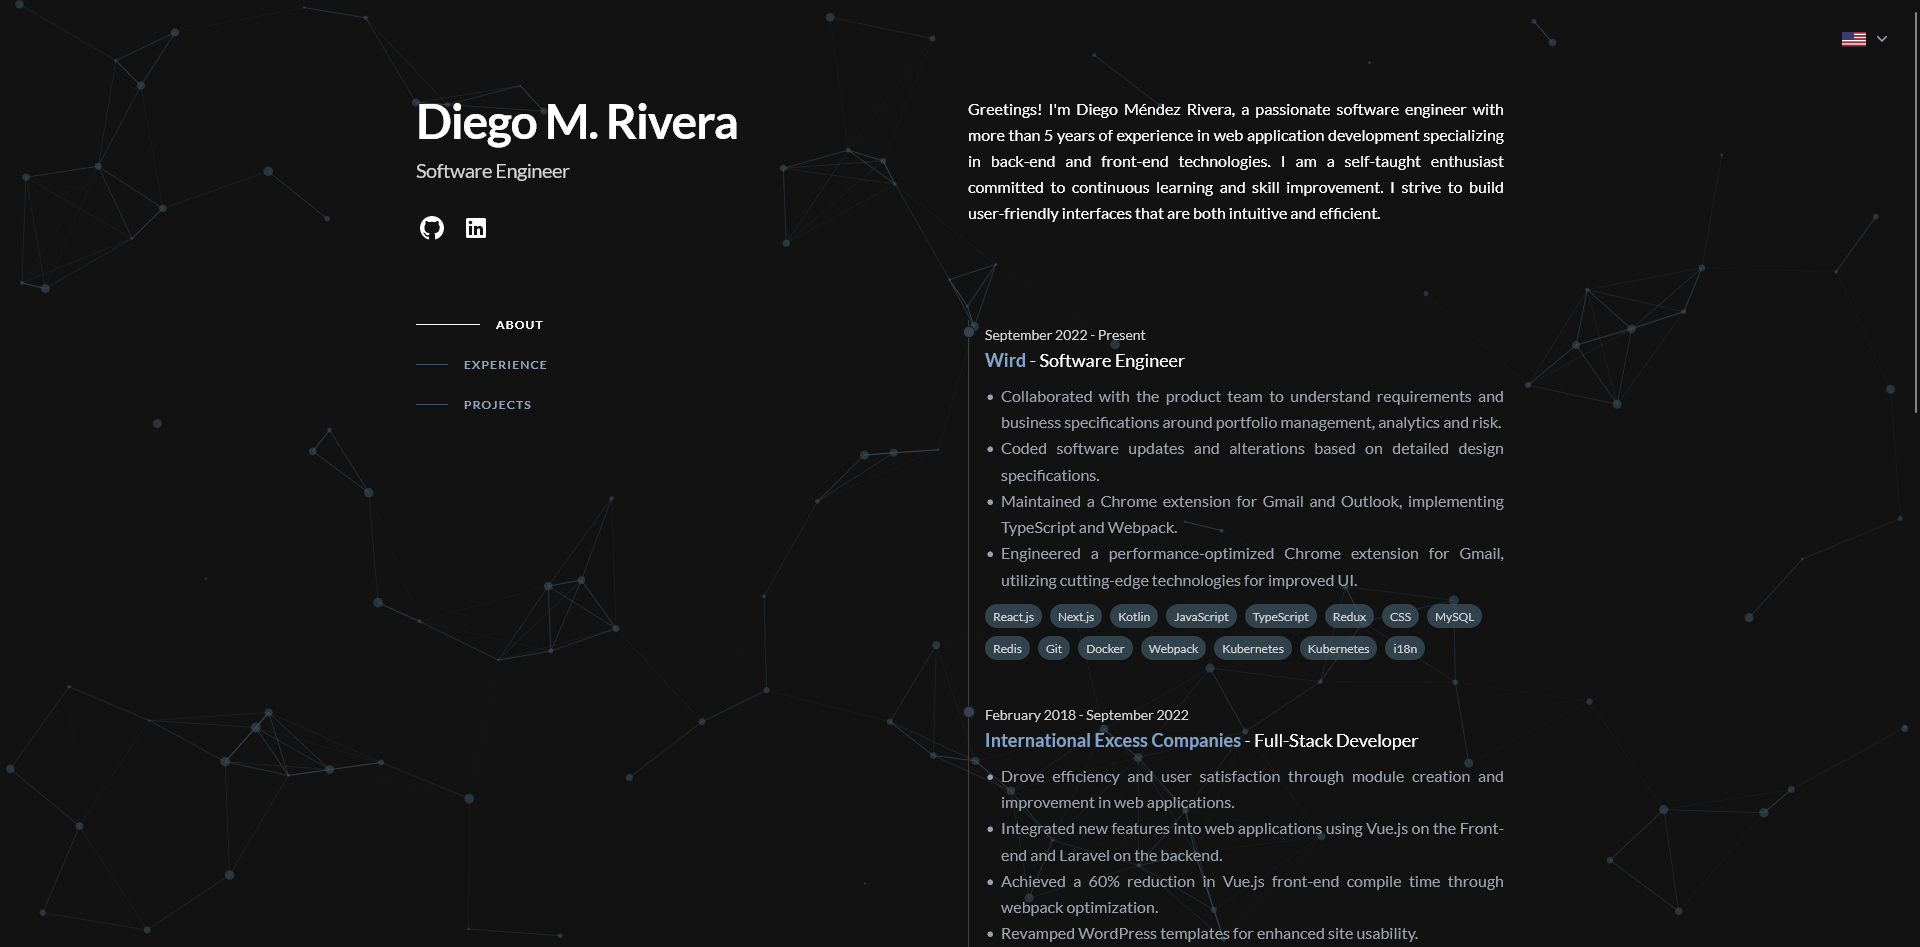 Diego M. Rivera
Software Engineer
ABOUT
EXPERIENCE
PROJECTS
Greetings! I'm Diego Méndez Rivera, a passionate software engineer with
more than 5 years of experience in web application development specializing
in back-end and front-end technologies. I am a self-taught enthusiast
committed to continuous learning and skill improvement. I strive to build
user-friendly interfaces that are both intuitive and efficient.
September 2022 - Present
Wird - Software Engineer
• Collaborated with the product team to understand requirements and
business specifications around portfolio management, analytics and risk.
• Coded software updates and alterations based on detailed design
specifications.
• Maintained a Chrome extension for Gmail and Outlook, implementing
TypeScript and Webpack.
• Engineered a performance-optimized Chrome extension for Gmail,
utilizing cutting-edge technologies for improved UI.
React.js Next.js Kotlin JavaScript TypeScript Redux CSS MySQL
Redis Git Docker Webpack Kubernetes Kubernetes i18n
February 2018 - September 2022
International Excess Companies - Full-Stack Developer
• Drove efficiency and user satisfaction through module creation and
improvement in web applications.
• Integrated new features into web applications using Vue.js on the Front-
end and Laravel on the backend.
• Achieved a 60% reduction in Vue.js front-end compile time through
webpack optimization.
• Revamped WordPress templates for enhanced site usability.